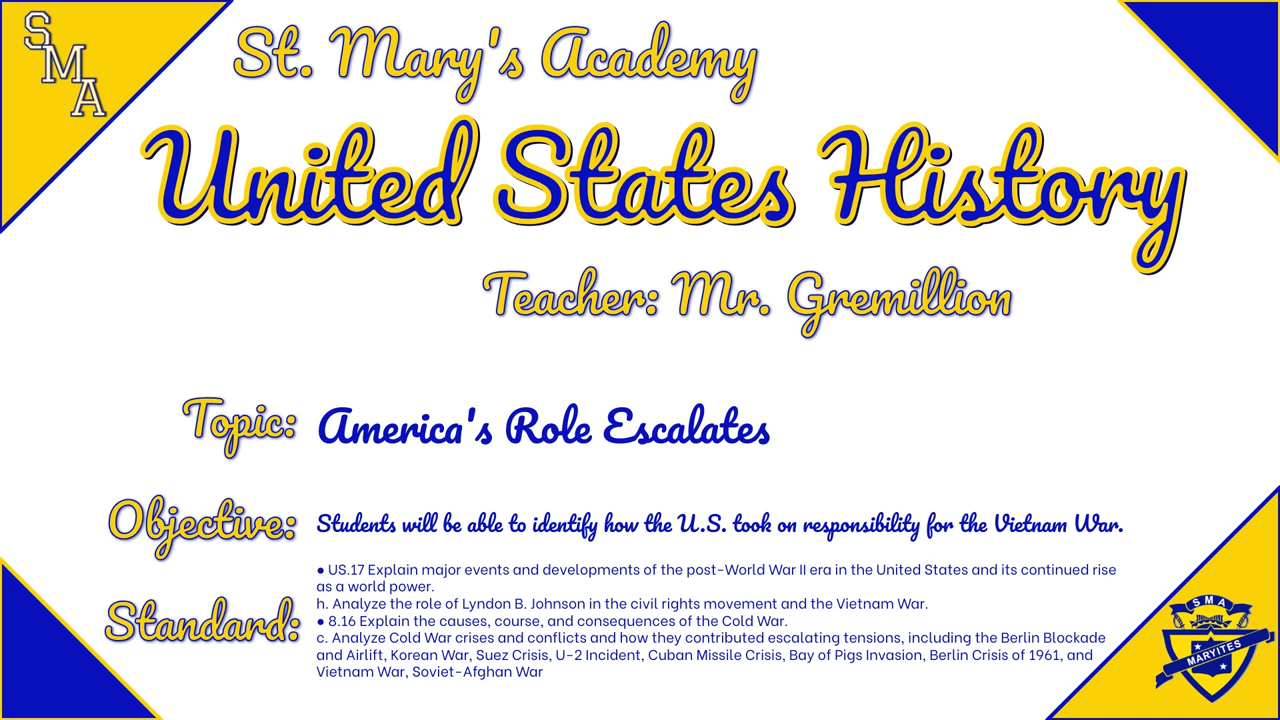 S
M
A
St. Mary's Academy
United States History
Teacher: Mr. Gremillion
Topic: America's Role Escalates
Objective: Students will be able to identify how the U.S. took on responsibility for the Vietnam War.
Standard:
● US.17 Explain major events and developments of the post-World War II era in the United States and its continued rise
as a world power.
h. Analyze the role of Lyndon B. Johnson in the civil rights movement and the Vietnam War.
● 8.16 Explain the causes, course, and consequences of the Cold War.
c. Analyze Cold War crises and conflicts and how they contributed escalating tensions, including the Berlin Blockade
and Airlift, Korean War, Suez Crisis, U-2 Incident, Cuban Missile Crisis, Bay of Pigs Invasion, Berlin Crisis of 1961, and
Vietnam War, Soviet-Afghan War
SMA
MARYITES